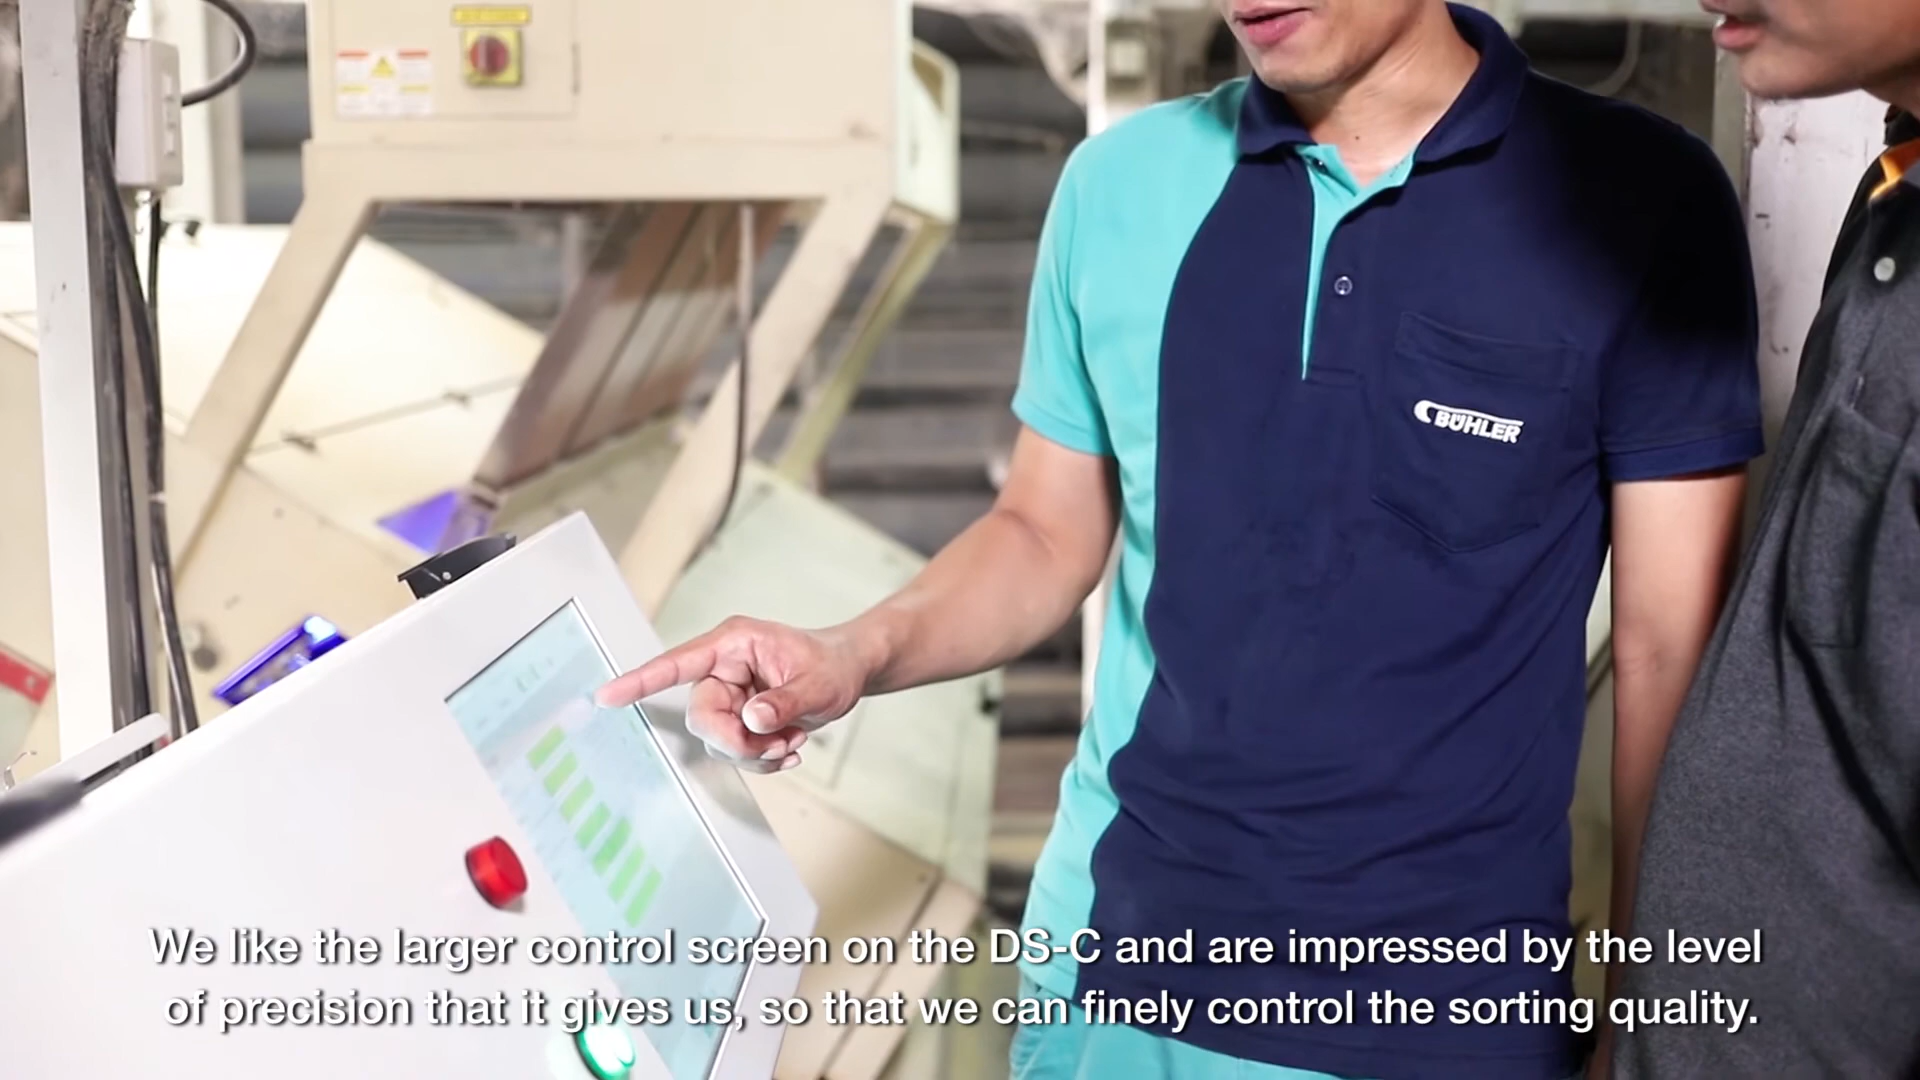 BÜHLER
We like the larger control screen on the DS-C and are impressed by the level
of precision that it gives us, so that we can finely control the sorting quality.